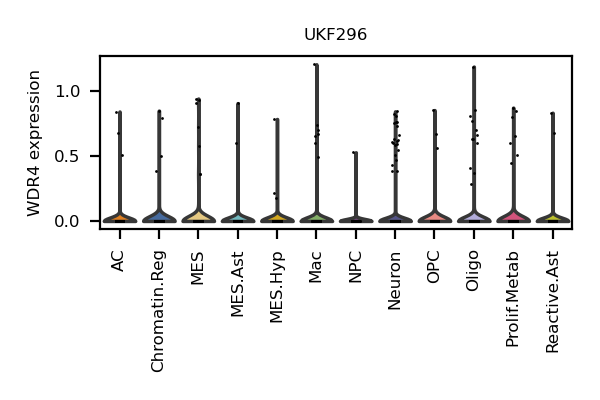 UKF296
WDR4 expression
1.0
0.5
0.0
AC
Chromatin.Reg
MES
MES.Ast
MES.Hyp
Mac
NPC
Neuron
OPC
Oligo
Prolif.Metab
Reactive.Ast